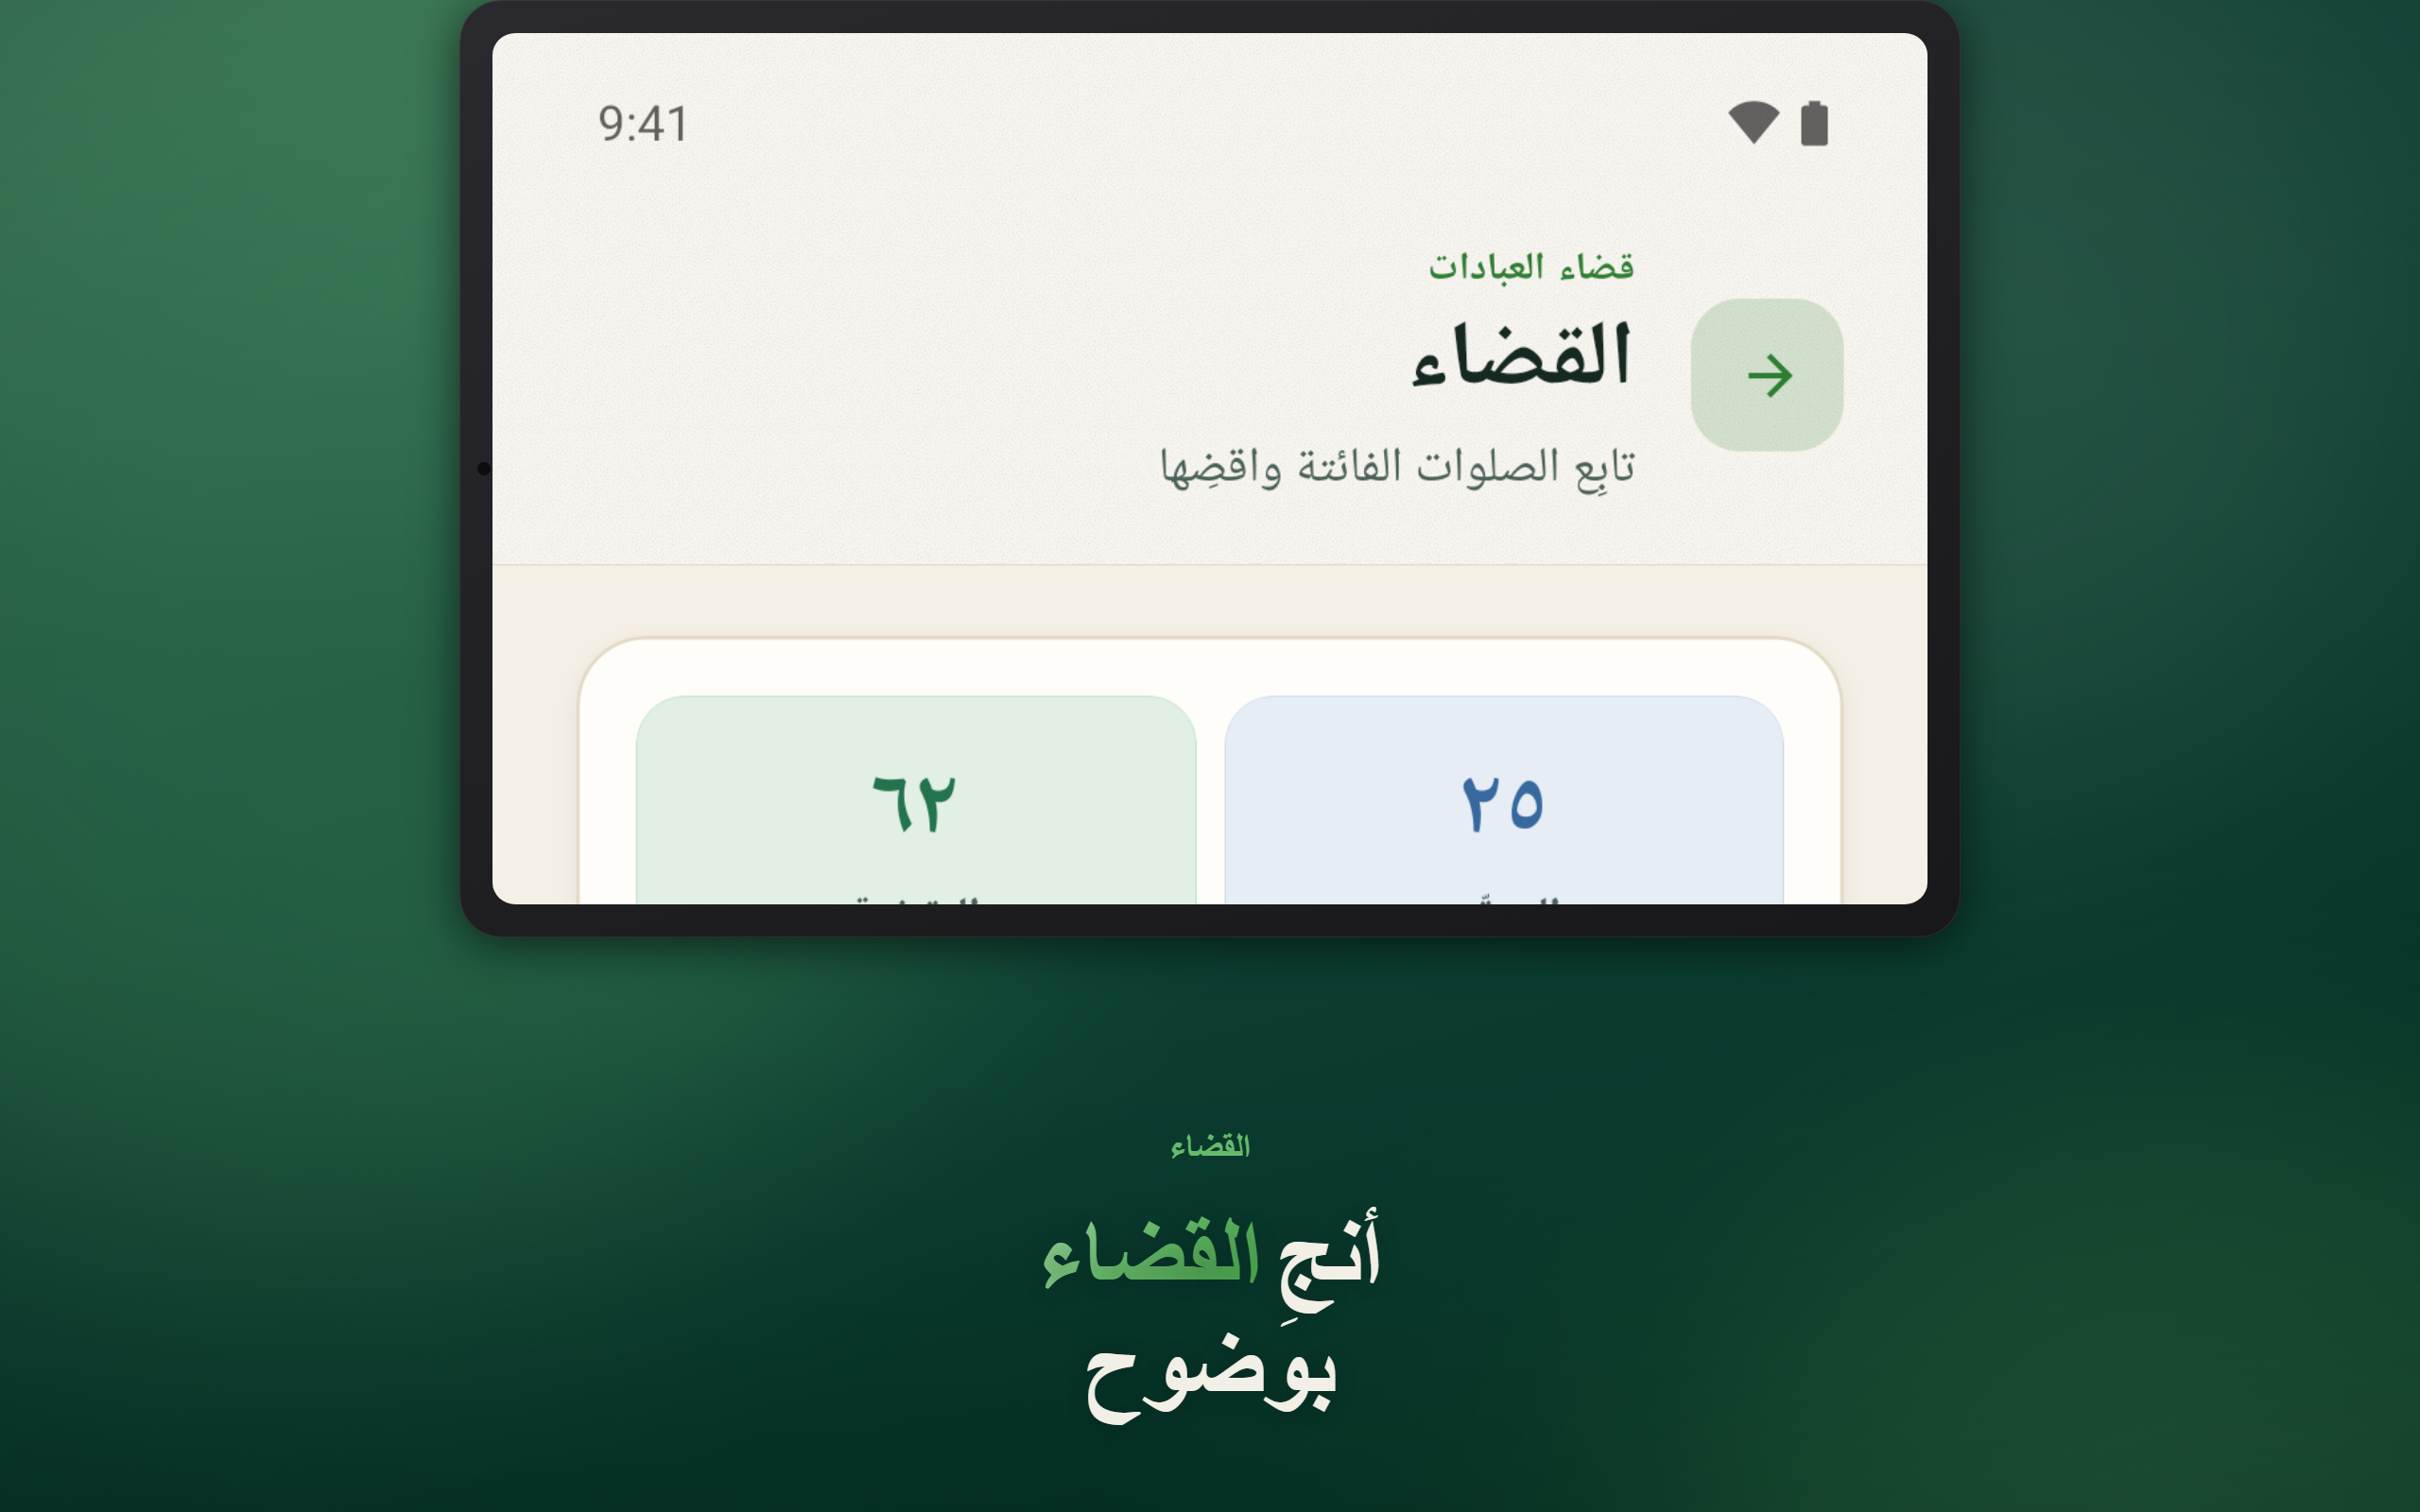 9:41
قضاء العبادات
القضاء
تابِع الصلوات الفائتة واقضِها
٢٥
٦٢
القضاء
أنجِ القضاء
بوضوح